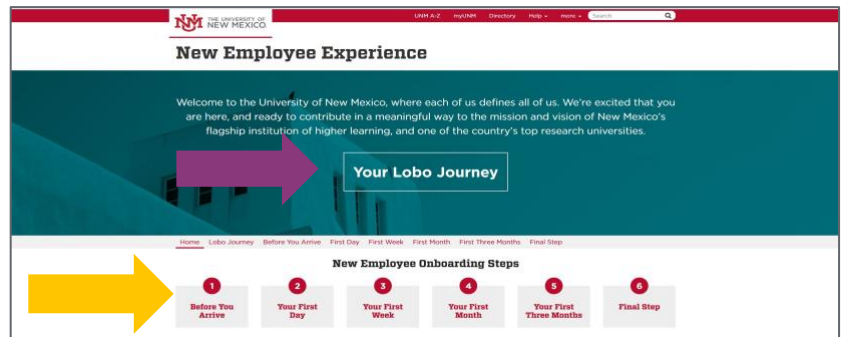 THE UNIVERSITY OF
NEW MEXICO.
UNM A-Z myUNM Directory Help more Search
New Employee Experience
Welcome to the University of New Mexico, where each of us defines all of us. We're excited that you
are here, and ready to contribute in a meaningful way to the mission and vision of New Mexico's
flagship institution of higher learning, and one of the country's top research universities.
Your Lobo Journey
Home Lobo Journey Before You Arrive First Day First Week First Month First Three Months Final Step
New Employee Onboarding Steps
1 2 3 4 5 6
Before You Your First Your First Your First Your First Final Step
Arrive Day Week Month Three Months